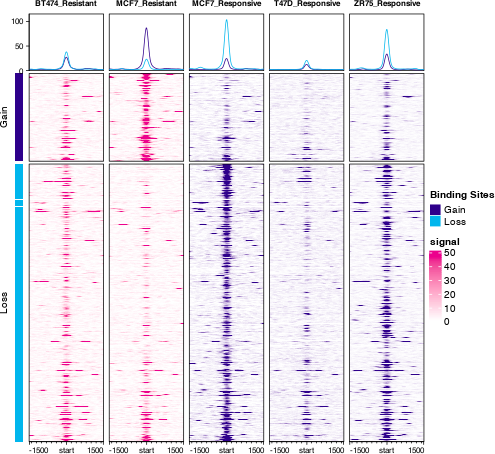 BT474_Resistant MCF7_Resistant MCF7_Responsive T47D_Responsive ZR75_Responsive
100
50
0
Gain
Loss
Binding Sites
Gain
Loss
signal
50
40
30
20
10
0
-1500 start 1500 -1500 start 1500 -1500 start 1500 -1500 start 1500 -1500 start 1500